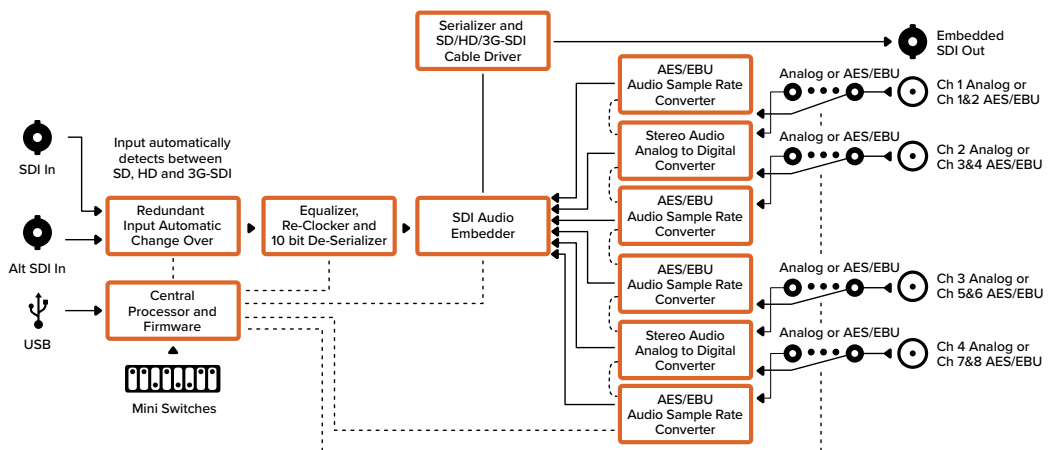 Serializer and
SD/HD/3G-SDI
Cable Driver
Embedded
SDI Out
AES/EBU
Audio Sample Rate
Converter
Analog or AES/EBU
Ch 1 Analog or
Ch 1&2 AES/EBU
SDI In
Input automatically
detects between
SD, HD and 3G-SDI
Stereo Audio
Analog to Digital
Converter
Analog or AES/EBU
Ch 2 Analog or
Ch 3&4 AES/EBU
Alt SDI In
Redundant
Input Automatic
Change Over
Equalizer,
Re-Clocker and
10 bit De-Serializer
SDI Audio
Embedder
AES/EBU
Audio Sample Rate
Converter
USB
Central
Processor and
Firmware
AES/EBU
Audio Sample Rate
Converter
Analog or AES/EBU
Ch 3 Analog or
Ch 5&6 AES/EBU
Mini Switches
Stereo Audio
Analog to Digital
Converter
Analog or AES/EBU
Ch 4 Analog or
Ch 7&8 AES/EBU
AES/EBU
Audio Sample Rate
Converter